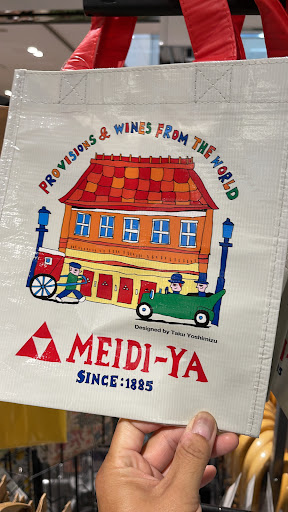 PROVISIONS & WINES FROM THE WORLD
Designed by Taku Yoshimizu
MEIDI-YA
SINCE:1885